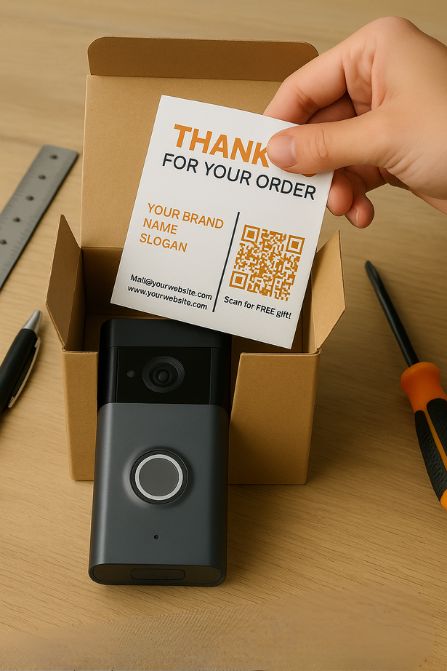 THANK
FOR YOUR ORDER
YOUR BRAND
NAME
SLOGAN
Mail@yourwebsite.com
www.yourwebsite.com
Scan for FREE gift!